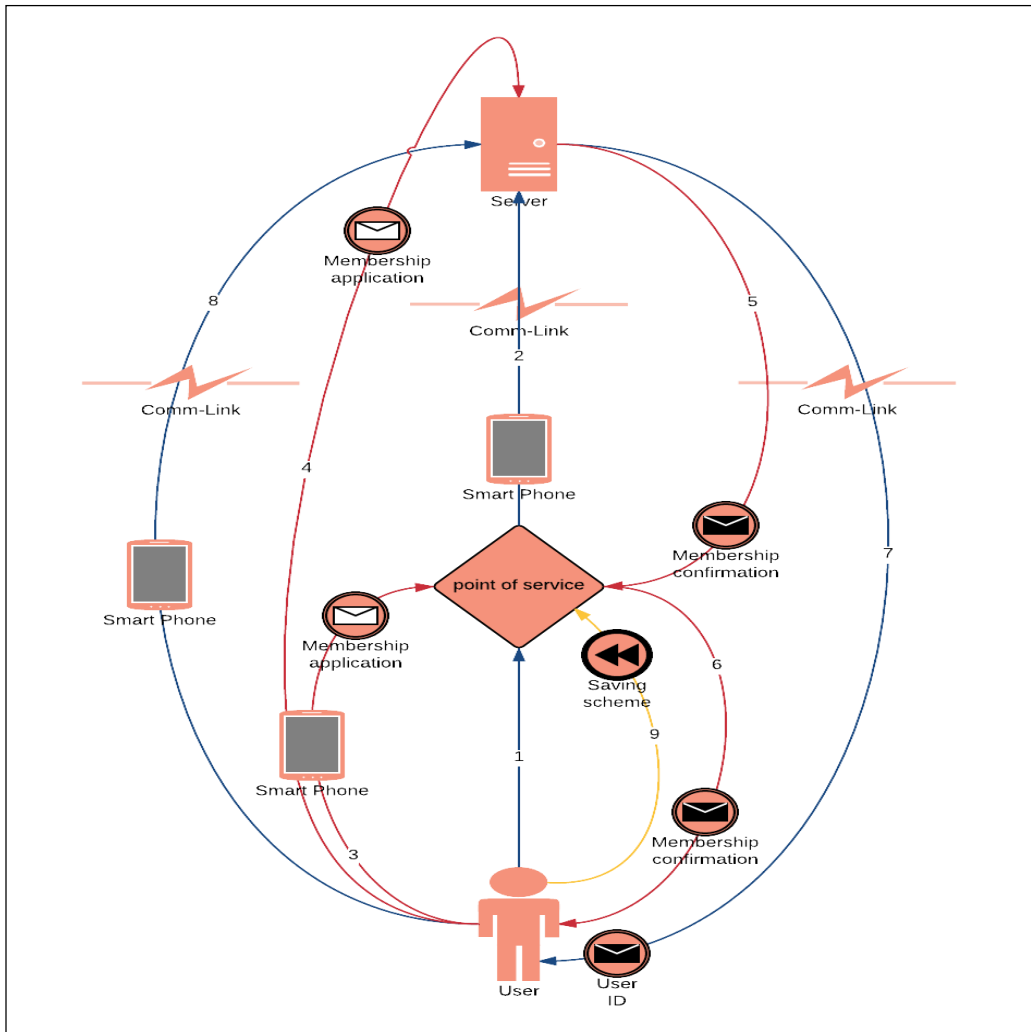 Server
Membership
application
8
5
Comm-Link
2
Comm-Link
Comm-Link
4
Smart Phone
Membership
confirmation
7
point of service
Smart Phone
Membership
application
6
Saving
scheme
9
1
Smart Phone
Membership
confirmation
3
User
User
ID